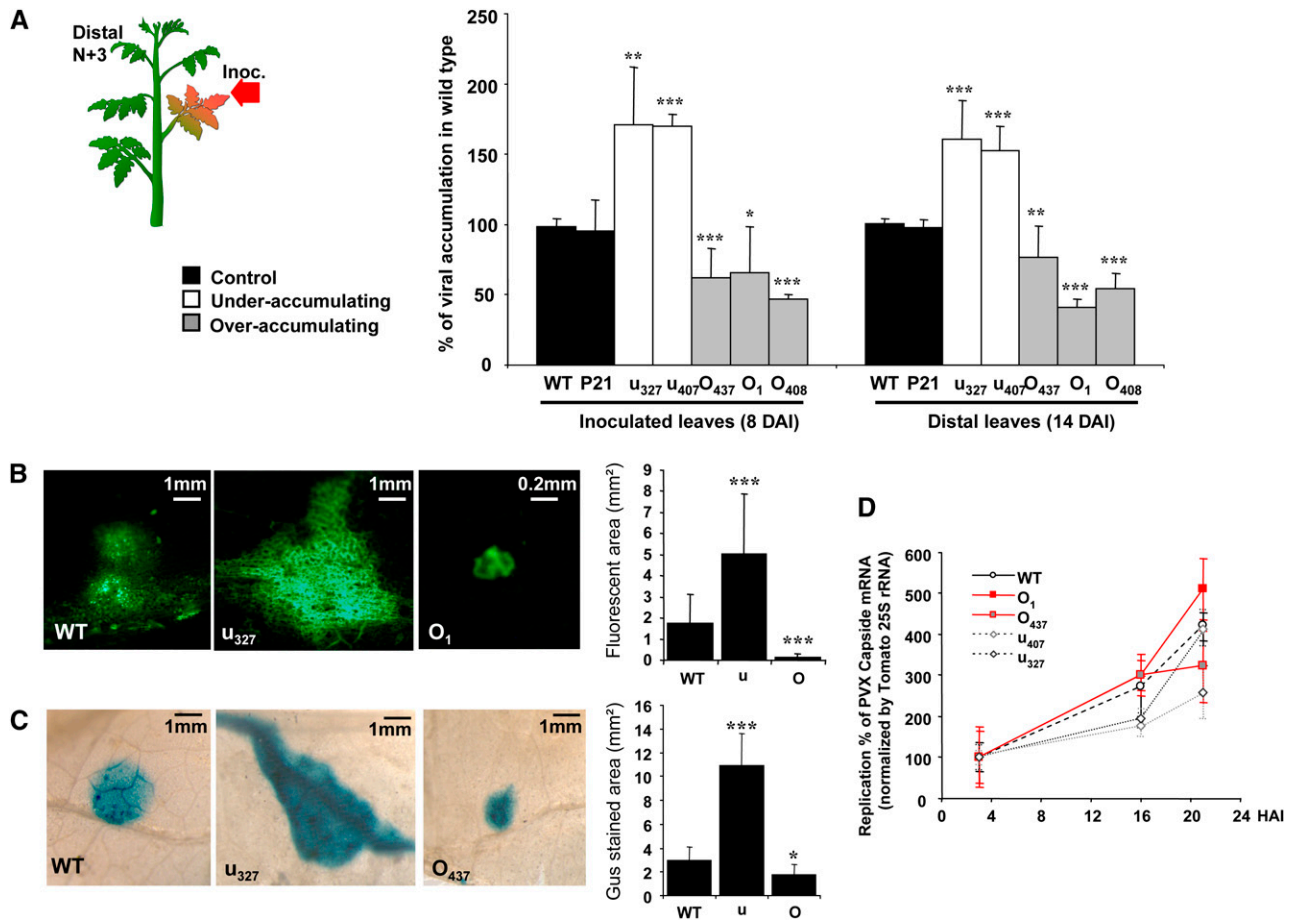 A
Distal
N+3
Inoc.
Control
Under-accumulating
Over-accumulating
% of viral accumulation in wild type
250
200
150
100
50
0
** *** *** * *** *** *** ** *** ***
WT P21 u327 u407 O437 O1 O408 WT P21 u327 u407 O437 O1 O408
Inoculated leaves (8 DAI) Distal leaves (14 DAI)
B
1mm 1mm 0.2mm
WT u327 O1
Fluorescent area (mm²)
9
8
7
6
5
4
3
2
1
0
*** ***
WT u O
C
1mm 1mm 1mm
WT u327 O437
Gus stained area (mm²)
16
14
12
10
8
6
4
2
0
*** *
WT u O
D
Replication % of PVX Capside mRNA
(normalized by Tomato 25S rRNA)
600
500
400
300
200
100
0
WT
O1
O437
u407
u327
0 4 8 12 16 20 24 HAI